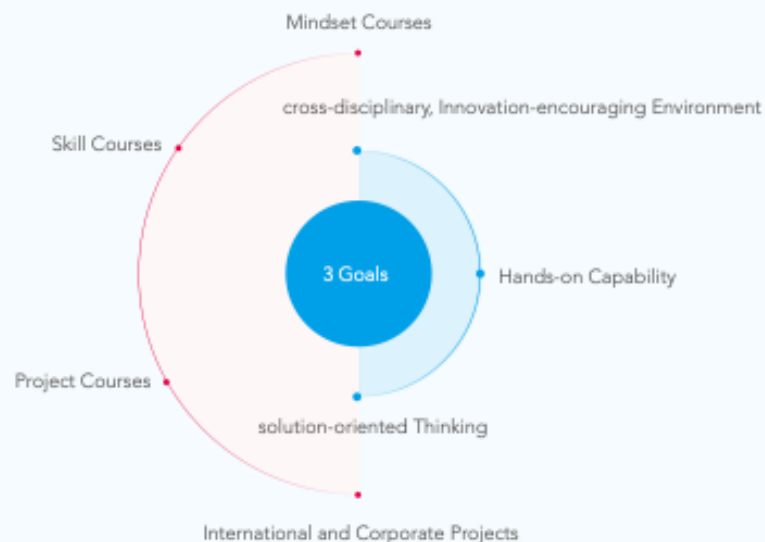 Mindset Courses
cross-disciplinary, Innovation-encouraging Environment
Skill Courses
3 Goals
Hands-on Capability
Project Courses
solution-oriented Thinking
International and Corporate Projects